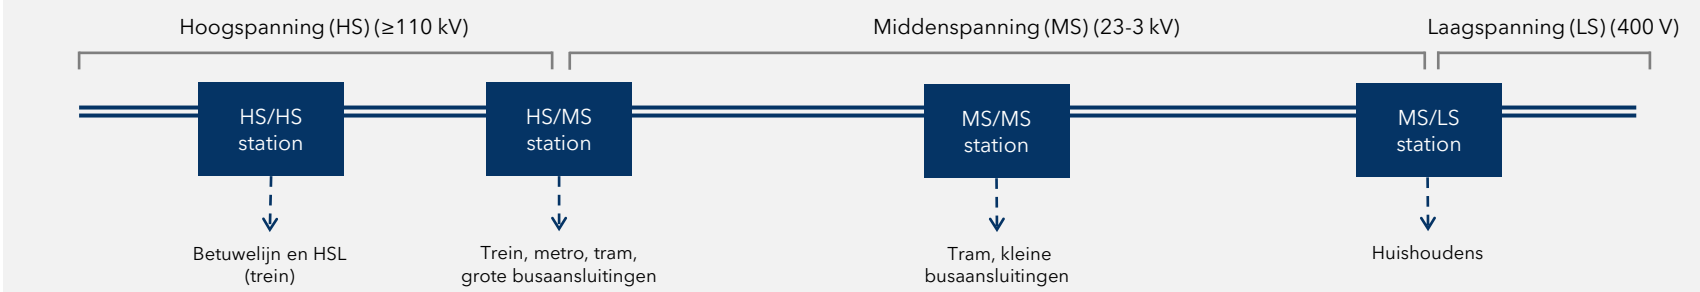 Hoogspanning (HS) (≥110 kV)
Middenspanning (MS) (23-3 kV)
Laagspanning (LS) (400 V)
HS/HS
station
HS/MS
station
MS/MS
station
MS/LS
station
Betuwelijn en HSL
(trein)
Trein, metro, tram,
grote busaansluitingen
Tram, kleine
busaansluitingen
Huishoudens